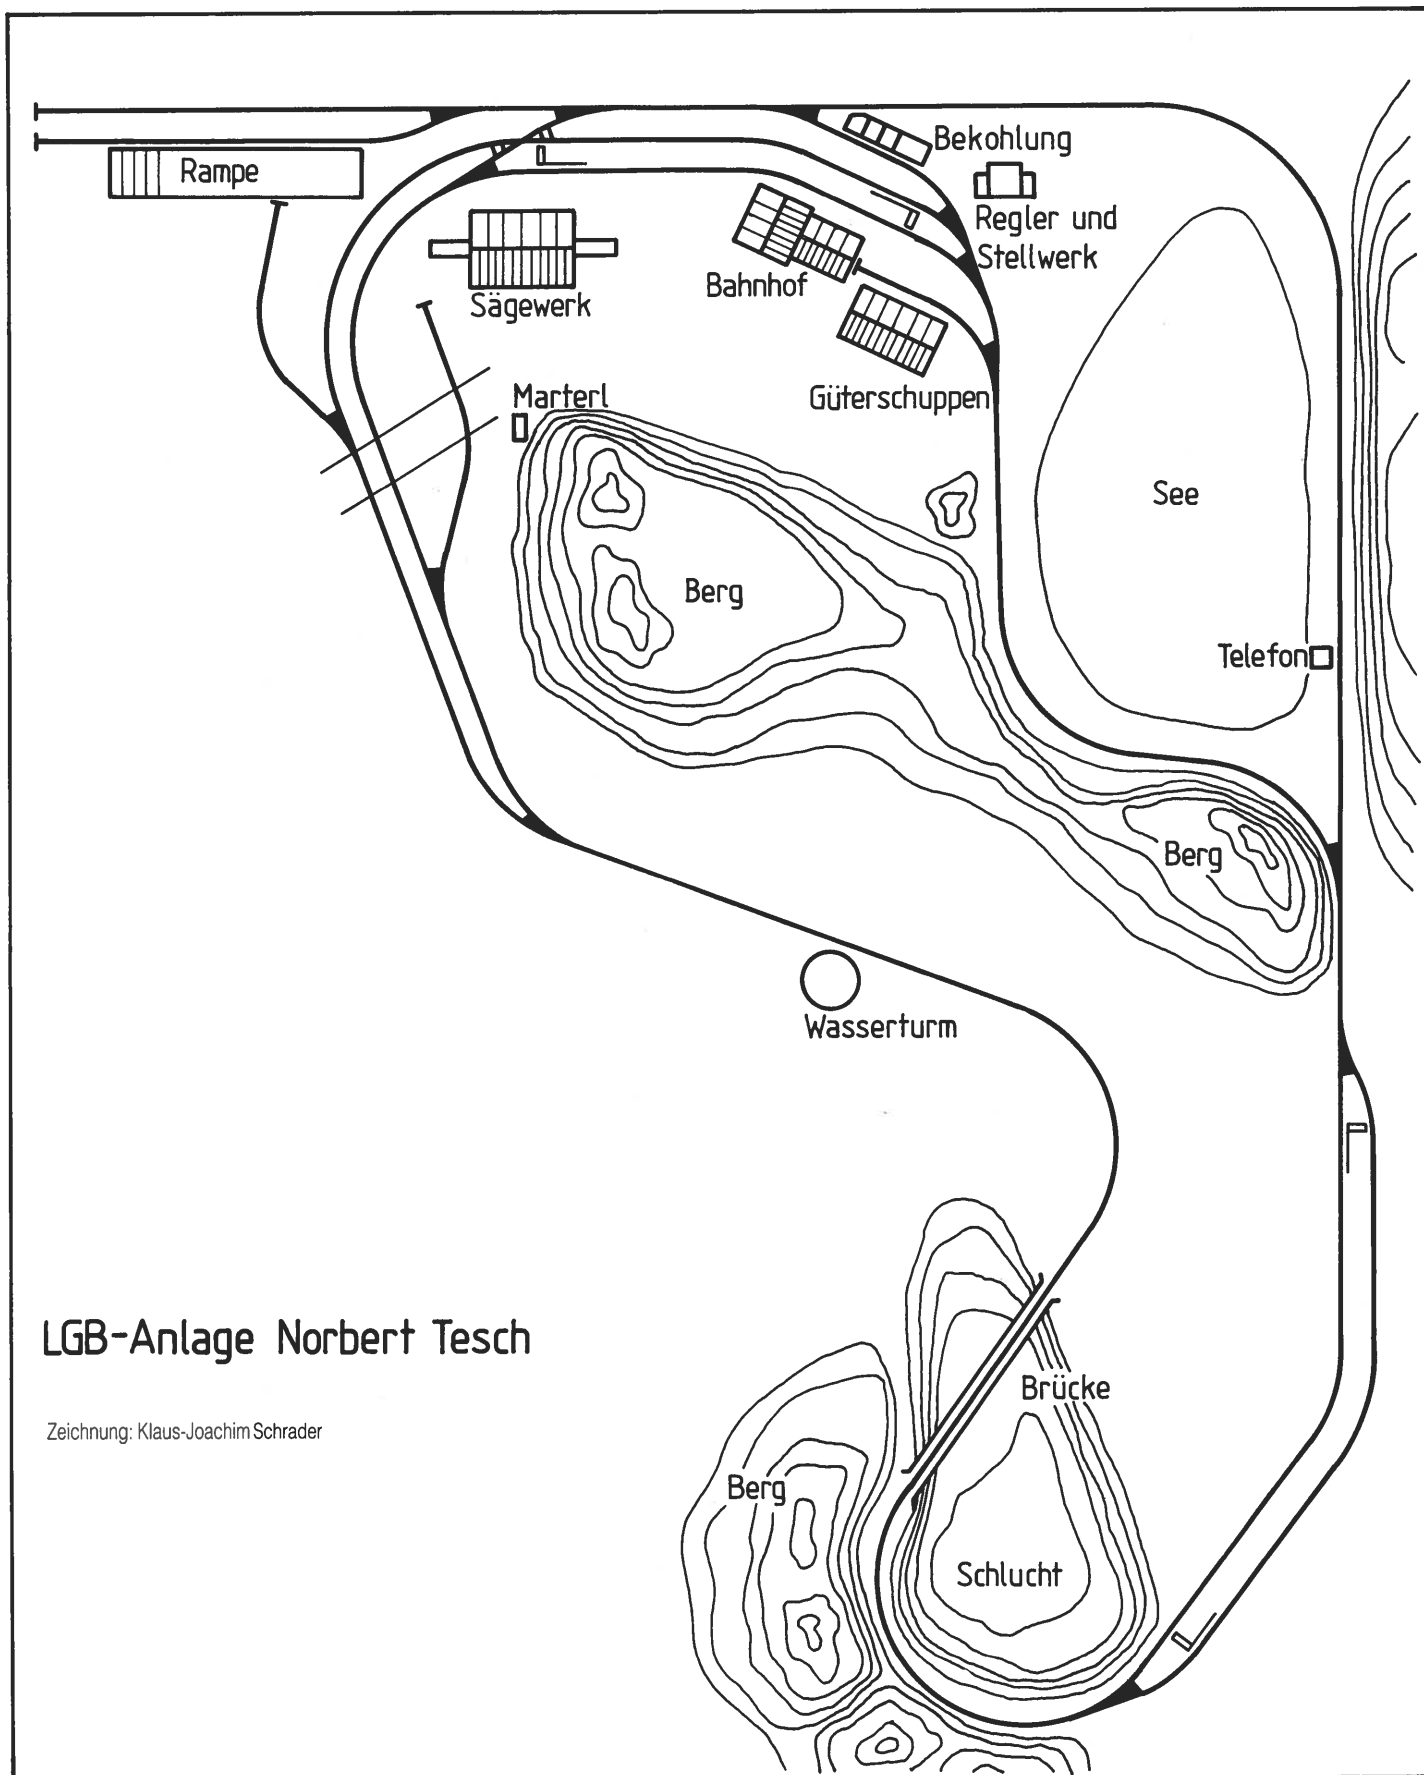 Bekohlung
Rampe
Regler und
Stellwerk
Bahnhof
Sägewerk
Marterl
Güterschuppen
See
Berg
Telefon
Berg
Wasserturm
LGB-Anlage Norbert Tesch
Brücke
Zeichnung: Klaus-Joachim Schrader
Berg
Schlucht